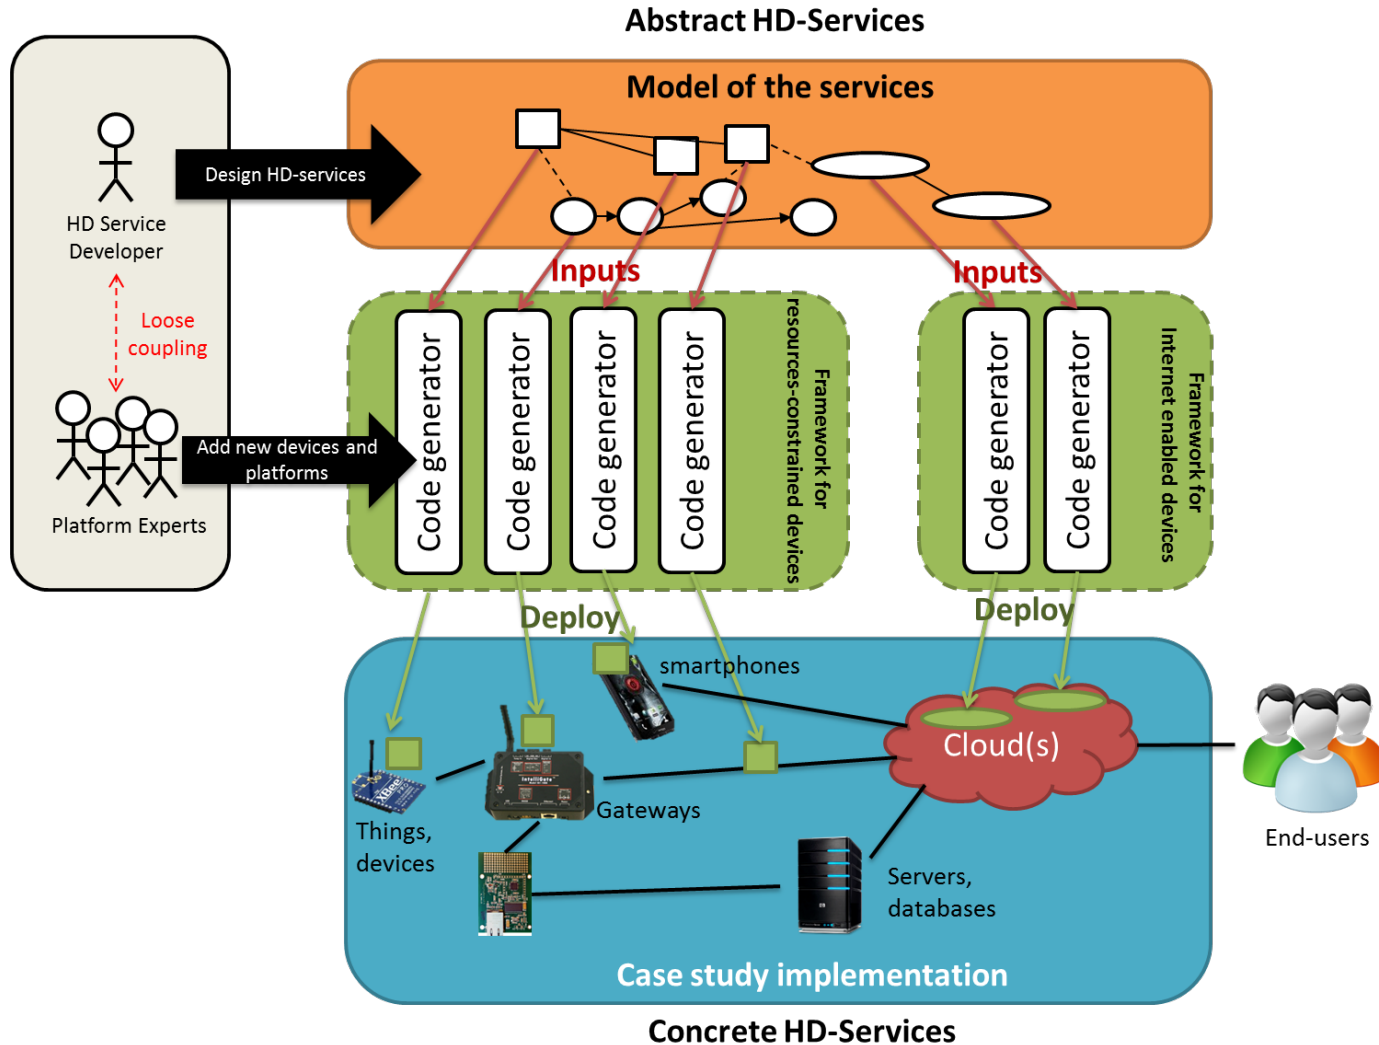 Abstract HD-Services
Model of the services
Design HD-services
HD Service
Developer
Loose
coupling
Platform Experts
Add new devices and
platforms
Inputs
Inputs
Code generator
Code generator
Code generator
Code generator
Framework for
resources-constrained devices
Code generator
Code generator
Framework for
Internet enabled devices
Deploy
Deploy
smartphones
Cloud(s)
XBee
IntelliGate
Gateways
Things,
devices
Servers,
databases
End-users
Case study implementation
Concrete HD-Services